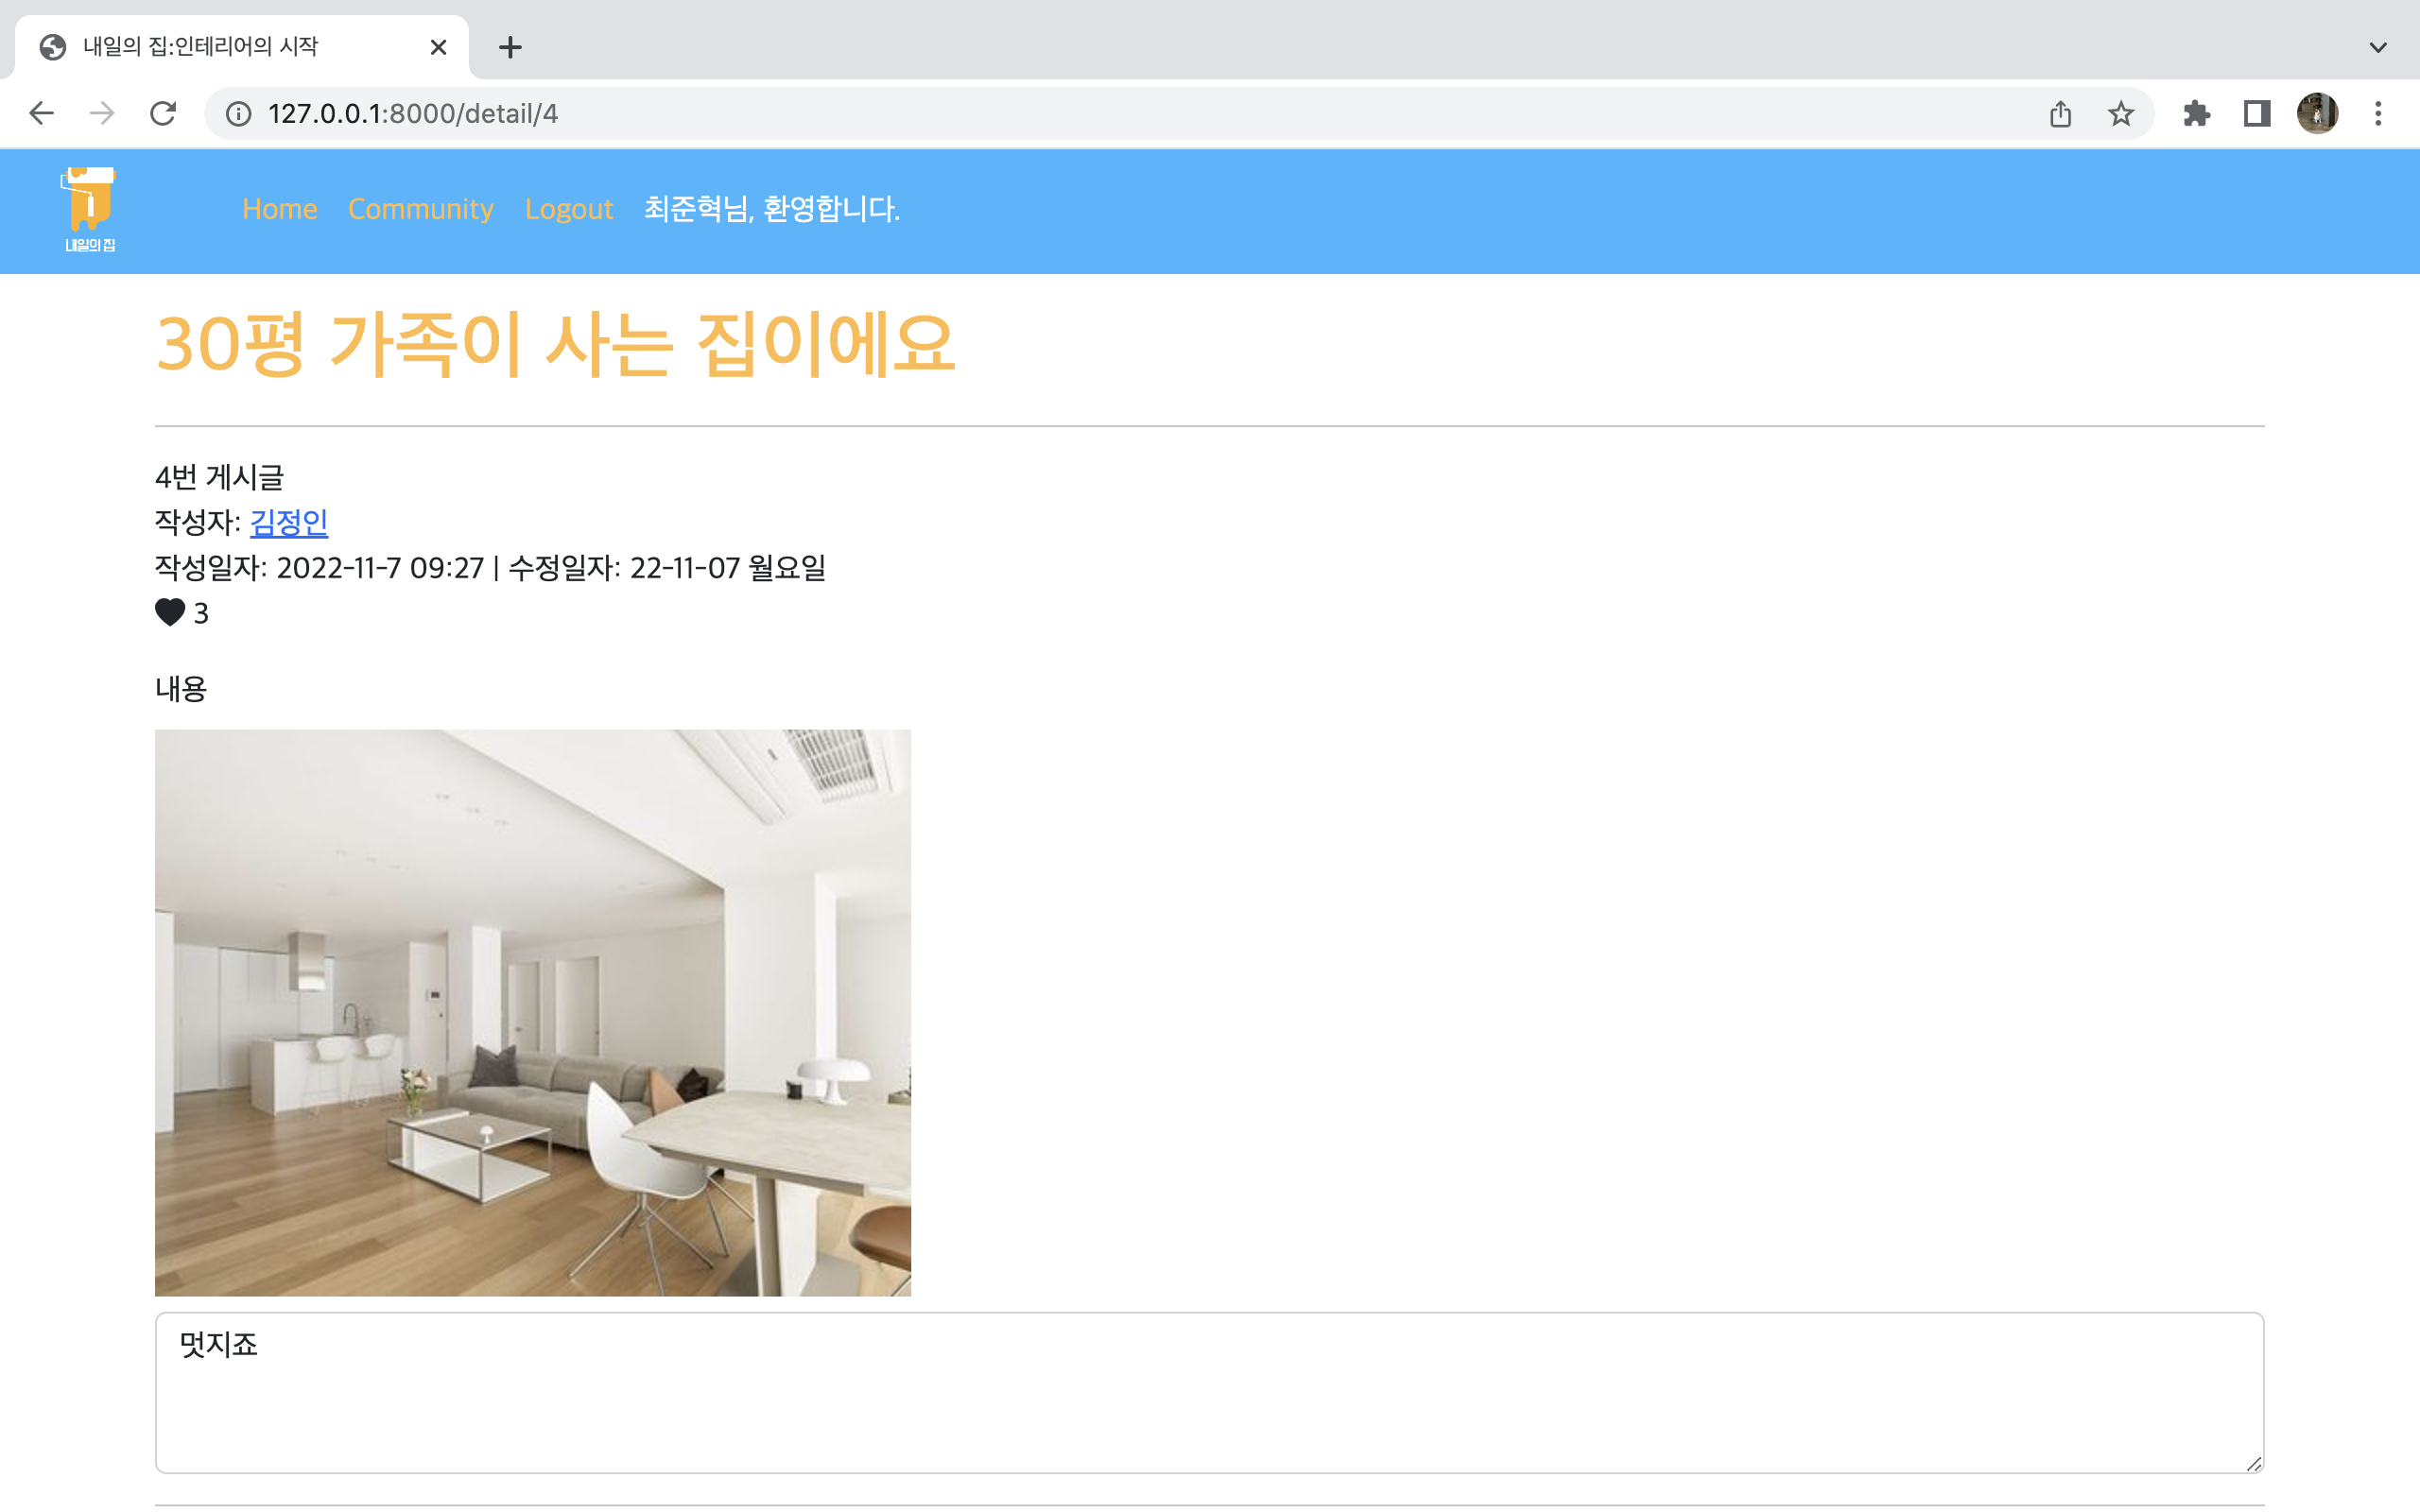 내일의 집:인테리어의 시작
127.0.0.1:8000/detail/4
내일의 집
Home Community Logout 최준혁님, 환영합니다.
30평 가족이 사는 집이에요
4번 게시글
작성자: 김정인
작성일자: 2022-11-7 09:27 | 수정일자: 22-11-07 월요일
3
내용
멋지죠